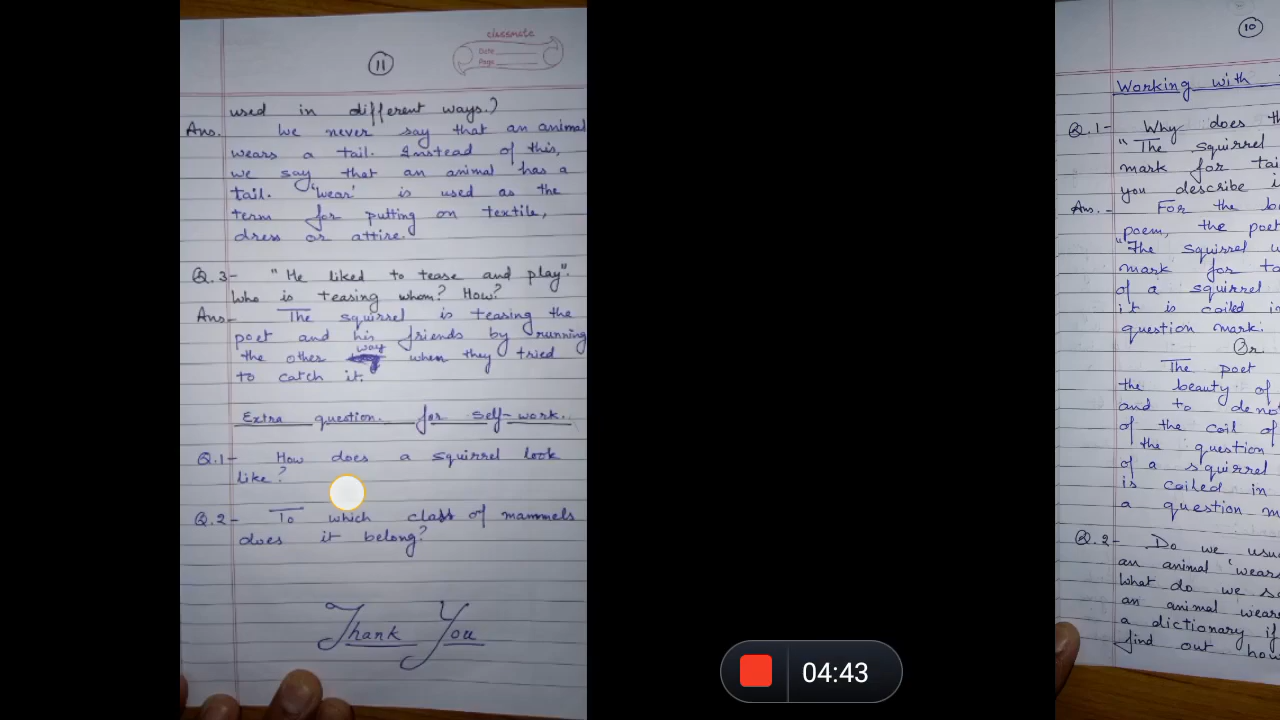 classmate
Date
Page
11
used in different ways.)
Ans. We never say that an animal
wears a tail. Instead of this,
we say that an animal has a
tail. 'Wear' is used as the
term for putting on textile,
dress or attire.
Q.3- "He liked to tease and play".
Who is teasing whom? How?
Ans- The squirrel is teasing the
poet and his friends by running
the other way when they tried
to catch it.
Extra question. for self-work.
Q.1- How does a squirrel look
like?
Q.2- To which class of mammels
does it belong?
Thank You
04:43
10
Working with
Q.1- Why does th
"The squirrel
mark for tai
you describe i
Ans.- For the be
poem, the poet
"The squirrel w
mark for ta
of a squirrel
it is coiled in
question mark.
Or
The poet
the beauty of
and to deno
of the coil of
the question
of a squirrel
is coiled in
a question m
Q.2- Do we usu
an animal 'wears
What do we s
an animal wear
a dictionary if
find out how